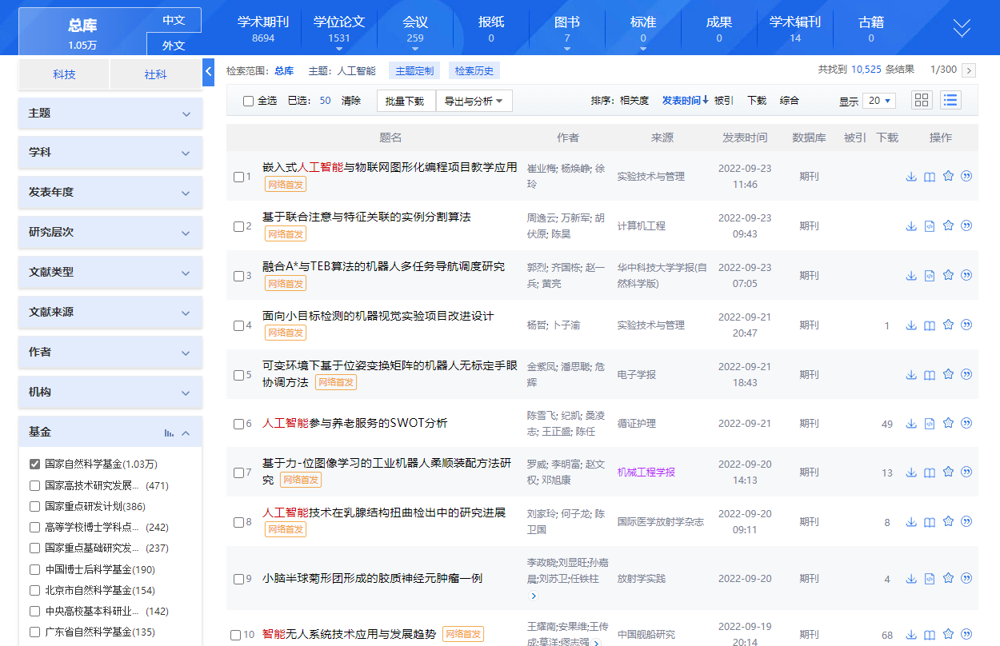 总库
1.05万
中文
外文
学术期刊
8694
学位论文
1531
会议
259
报纸
0
图书
7
标准
0
成果
0
学术辑刊
14
古籍
0
科技
社科
检索范围：总库 主题：人工智能 主题定制 检索历史
共找到 10,525 条结果 1/300
全选 已选：50 清除 批量下载 导出与分析
排序：相关度 发表时间↓ 被引 下载 综合 显示 20
主题
学科
发表年度
研究层次
文献类型
文献来源
作者
机构
基金
国家自然科学基金(1.03万)
国家高技术研究发展... (471)
国家重点研发计划(386)
高等学校博士学科点... (242)
国家重点基础研究发... (237)
中国博士后科学基金(190)
北京市自然科学基金(154)
中央高校基本科研业... (142)
广东省自然科学基金(135)
题名 作者 来源 发表时间 数据库 被引 下载 操作
1 嵌入式人工智能与物联网图形化编程项目教学应用
网络首发
崔业梅; 杨焕峥; 徐
玲
实验技术与管理
2022-09-23
11:46
期刊
2 基于联合注意与特征关联的实例分割算法
网络首发
周逸云; 万新军; 胡
伏原; 陈昊
计算机工程
2022-09-23
09:43
期刊
3 融合A*与TEB算法的机器人多任务导航调度研究
网络首发
郭烈; 齐国栋; 赵一
兵; 黄亮
华中科技大学学报(自
然科学版)
2022-09-23
07:05
期刊
4 面向小目标检测的机器视觉实验项目改进设计
网络首发
杨哲; 卜子渝
实验技术与管理
2022-09-21
20:47
期刊
1
5 可变环境下基于位姿变换矩阵的机器人无标定手眼
协调方法 网络首发
金紫凤; 潘思聪; 危
辉
电子学报
2022-09-21
18:43
期刊
6 人工智能参与养老服务的SWOT分析
陈雪飞; 纪凯; 桑凌
志; 王正盛; 陈任
循证护理
2022-09-21
期刊
49
7 基于力-位图像学习的工业机器人柔顺装配方法研
究 网络首发
罗威; 李明富; 赵文
权; 邓旭康
机械工程学报
2022-09-20
14:13
期刊
13
8 人工智能技术在乳腺结构扭曲检出中的研究进展
网络首发
刘家玲; 何子龙; 陈
卫国
国际医学放射学杂志
2022-09-20
09:11
期刊
8
9 小脑半球菊形团形成的胶质神经元肿瘤一例
李政晓;刘显旺;孙嘉
晨;刘苏卫;任铁柱
放射学实践
2022-09-20
期刊
4
10 智能无人系统技术应用与发展趋势 网络首发
王耀南;安果维;王传
成;莫洋;缪志强
中国舰船研究
2022-09-19
20:14
期刊
68